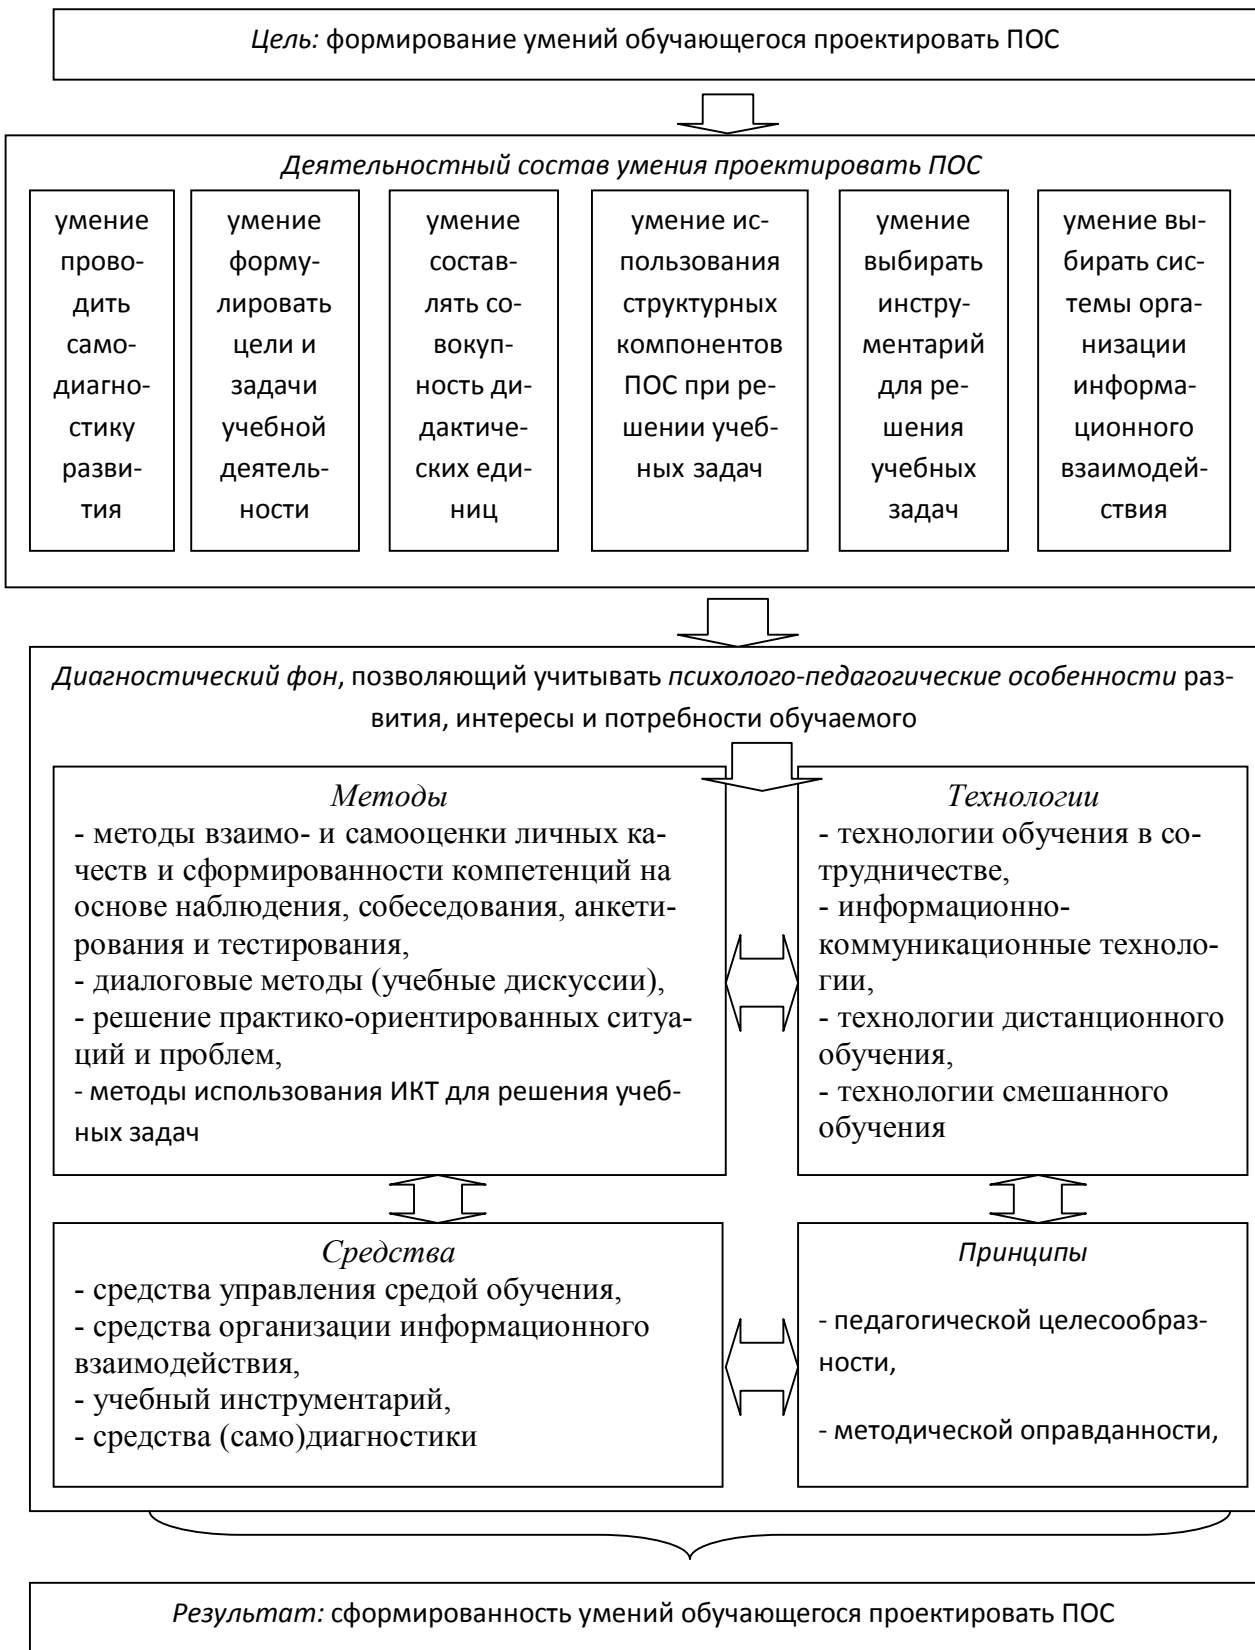 Цель: формирование умений обучающегося проектировать ПОС
Деятельностный состав умения проектировать ПОС
умение
прово-
дить
само-
диагно-
стику
разви-
тия
умение
форму-
лировать
цели и
задачи
учебной
деятель-
ности
умение
состав-
лять со-
вокуп-
ность ди-
дактиче-
ских еди-
ниц
умение ис-
пользования
структурных
компонентов
ПОС при ре-
шении учеб-
ных задач
умение
выбирать
инстру-
ментарий
для ре-
шения
учебных
задач
умение вы-
бирать сис-
темы орга-
низации
информа-
ционного
взаимодей-
ствия
Диагностический фон, позволяющий учитывать психолого-педагогические особенности раз-
вития, интересы и потребности обучаемого
Методы
- методы взаимо- и самооценки личных ка-
честв и сформированности компетенций на
основе наблюдения, собеседования, анкети-
рования и тестирования,
- диалоговые методы (учебные дискуссии),
- решение практико-ориентированных ситуа-
ций и проблем,
- методы использования ИКТ для решения учеб-
ных задач
Технологии
- технологии обучения в со-
трудничестве,
- информационно-
коммуникационные техноло-
гии,
- технологии дистанционного
обучения,
- технологии смешанного
обучения
Средства
- средства управления средой обучения,
- средства организации информационного
взаимодействия,
- учебный инструментарий,
- средства (само)диагностики
Принципы
- педагогической целесообраз-
ности,
- методической оправданности,
Результат: сформированность умений обучающегося проектировать ПОС